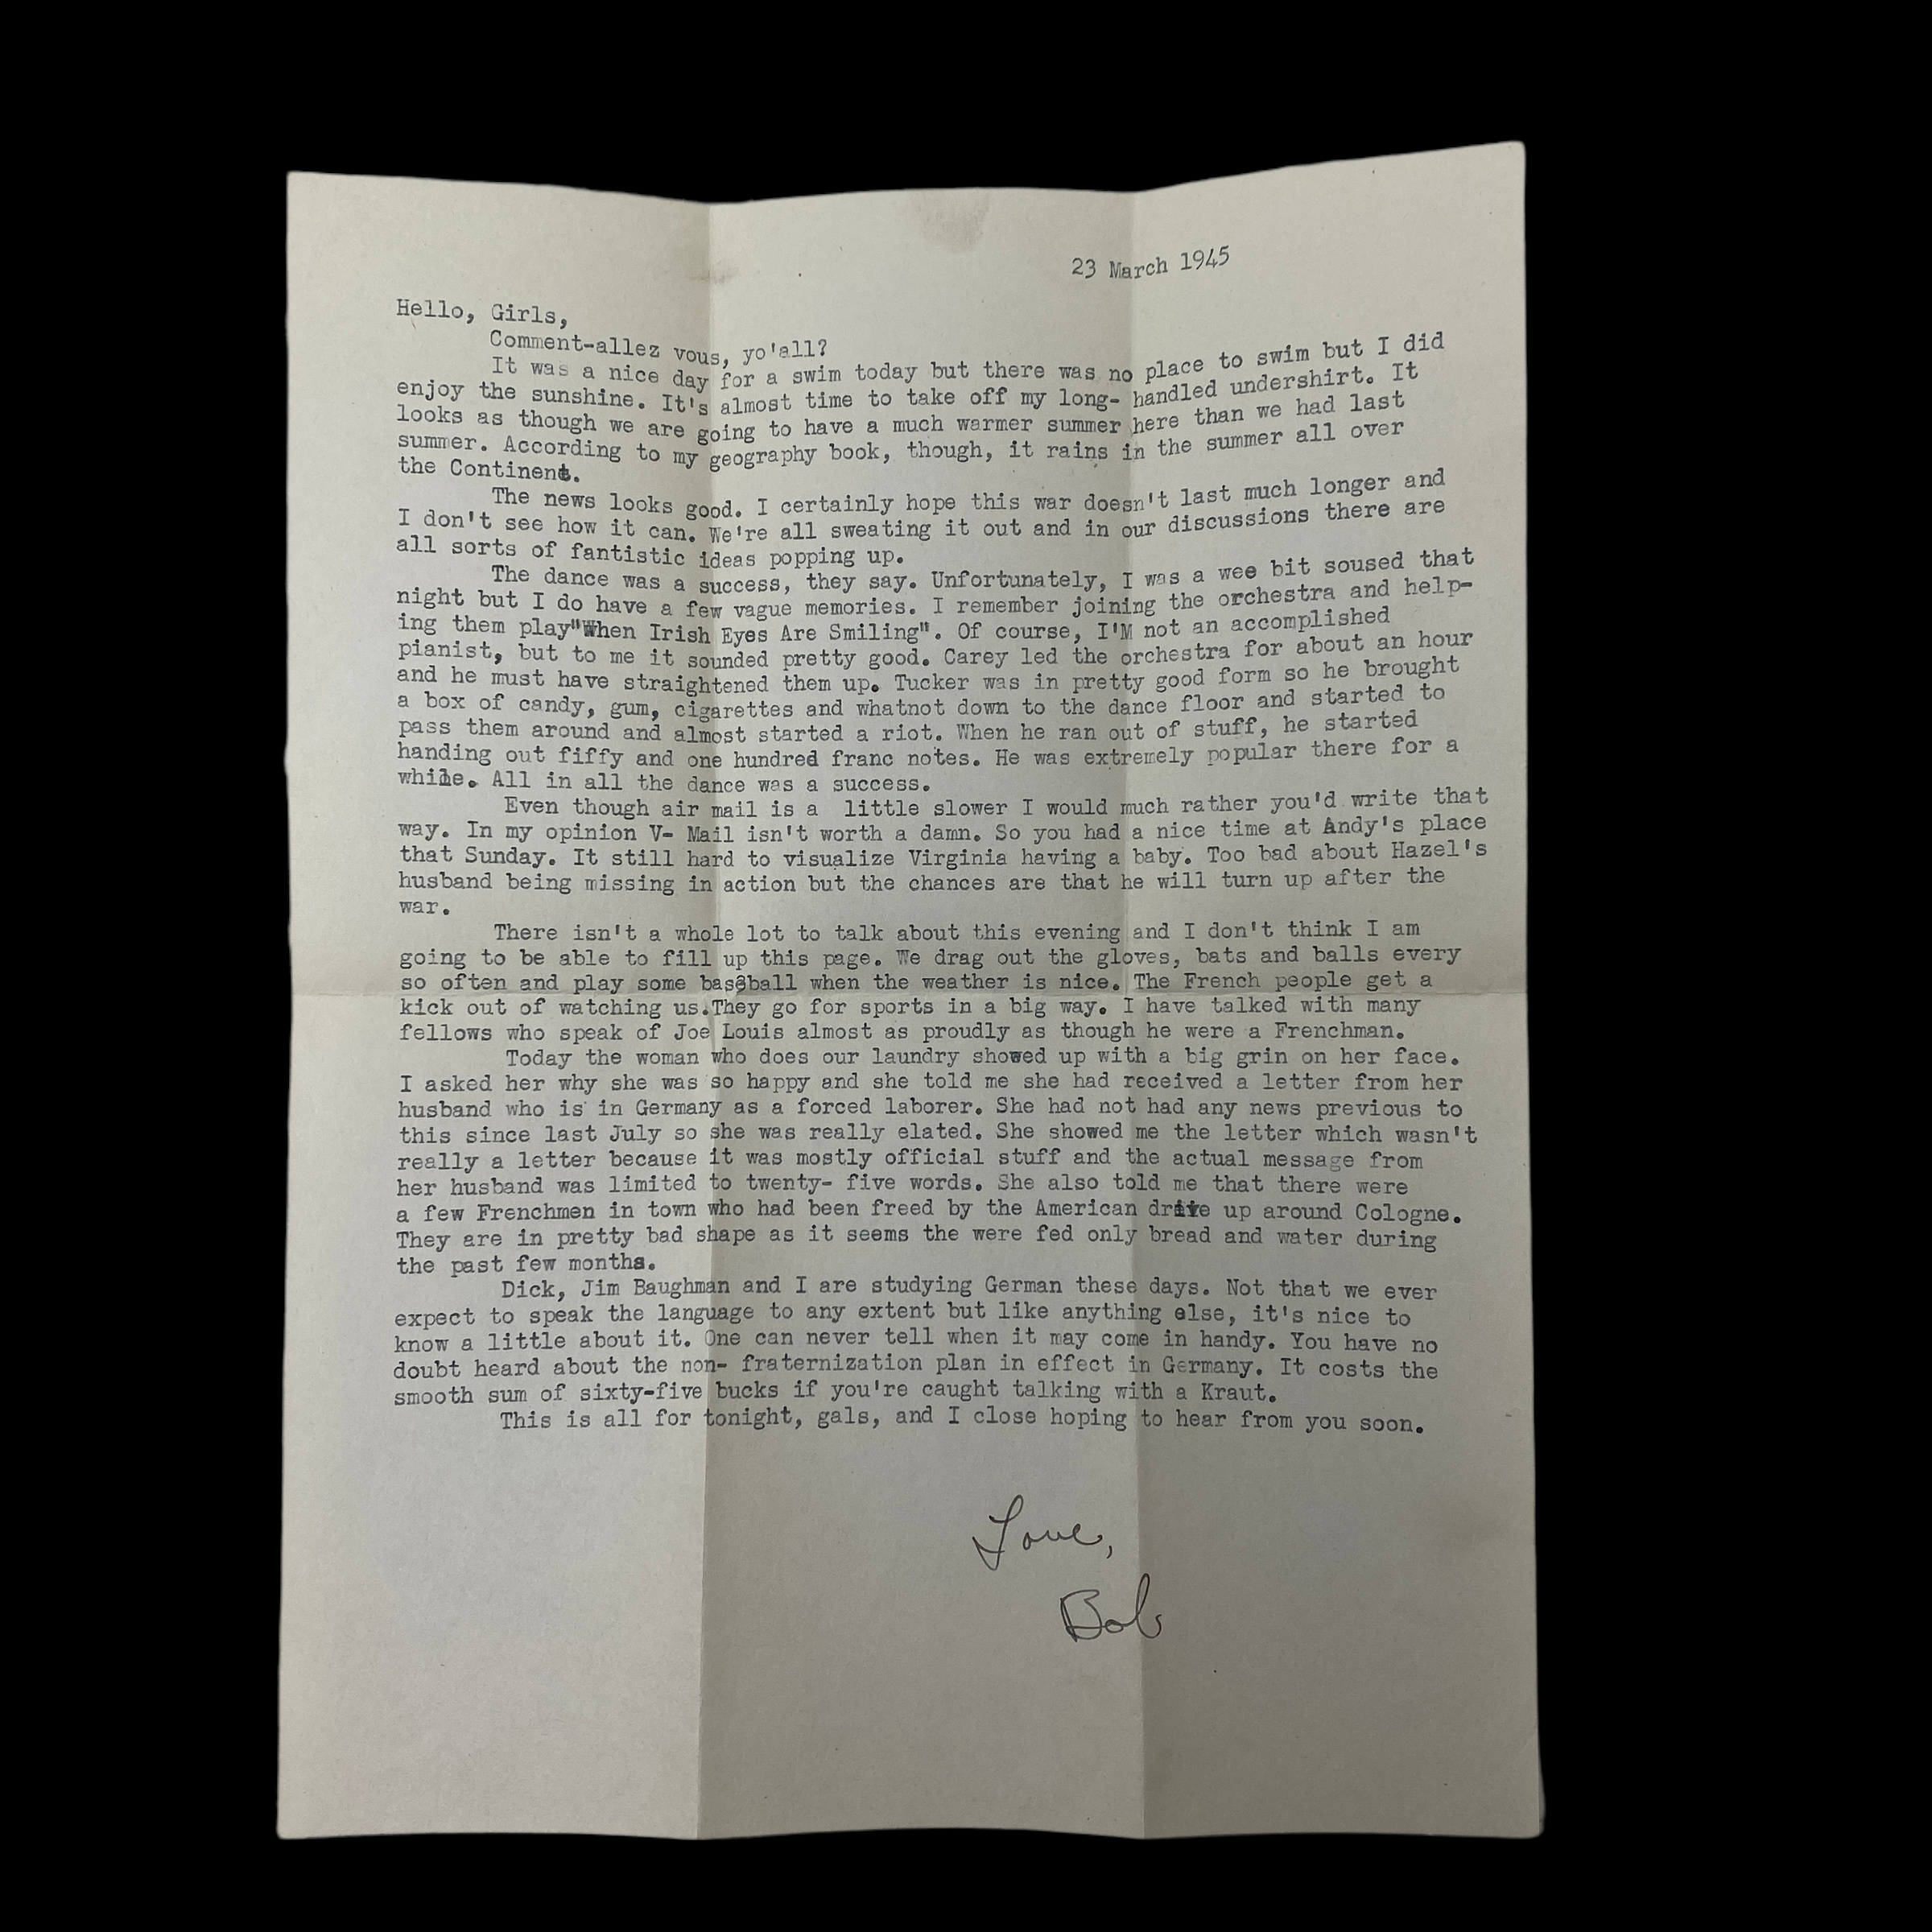 23 March 1945
Hello, Girls,
Comment-allez vous, yo'all?
It was a nice day for a swim today but there was no place to swim but I did
enjoy the sunshine. It's almost time to take off my long- handled undershirt. It
looks as though we are going to have a much warmer summer here than we had last
summer. According to my geography book, though, it rains in the summer all over
the Continent.
The news looks good. I certainly hope this war doesn't last much longer and
I don't see how it can. We're all sweating it out and in our discussions there are
all sorts of fantistic ideas popping up.
The dance was a success, they say. Unfortunately, I was a wee bit soused that
night but I do have a few vague memories. I remember joining the orchestra and help-
ing them play"When Irish Eyes Are Smiling". Of course, I'M not an accomplished
pianist, but to me it sounded pretty good. Carey led the orchestra for about an hour
and he must have straightened them up. Tucker was in pretty good form so he brought
a box of candy, gum, cigarettes and whatnot down to the dance floor and started to
pass them around and almost started a riot. When he ran out of stuff, he started
handing out fiffy and one hundred franc notes. He was extremely popular there for a
while. All in all the dance was a success.
Even though air mail is a little slower I would much rather you'd write that
way. In my opinion V- Mail isn't worth a damn. So you had a nice time at Andy's place
that Sunday. It still hard to visualize Virginia having a baby. Too bad about Hazel's
husband being missing in action but the chances are that he will turn up after the
war.
There isn't a whole lot to talk about this evening and I don't think I am
going to be able to fill up this page. We drag out the gloves, bats and balls every
so often and play some baseball when the weather is nice. The French people get a
kick out of watching us.They go for sports in a big way. I have talked with many
fellows who speak of Joe Louis almost as proudly as though he were a Frenchman.
Today the woman who does our laundry showed up with a big grin on her face.
I asked her why she was so happy and she told me she had received a letter from her
husband who is in Germany as a forced laborer. She had not had any news previous to
this since last July so she was really elated. She showed me the letter which wasn't
really a letter because it was mostly official stuff and the actual message from
her husband was limited to twenty- five words. She also told me that there were
a few Frenchmen in town who had been freed by the American drive up around Cologne.
They are in pretty bad shape as it seems the were fed only bread and water during
the past few months.
Dick, Jim Baughman and I are studying German these days. Not that we ever
expect to speak the language to any extent but like anything else, it's nice to
know a little about it. One can never tell when it may come in handy. You have no
doubt heard about the non- fraternization plan in effect in Germany. It costs the
smooth sum of sixty-five bucks if you're caught talking with a Kraut.
This is all for tonight, gals, and I close hoping to hear from you soon.
Love,
Bob